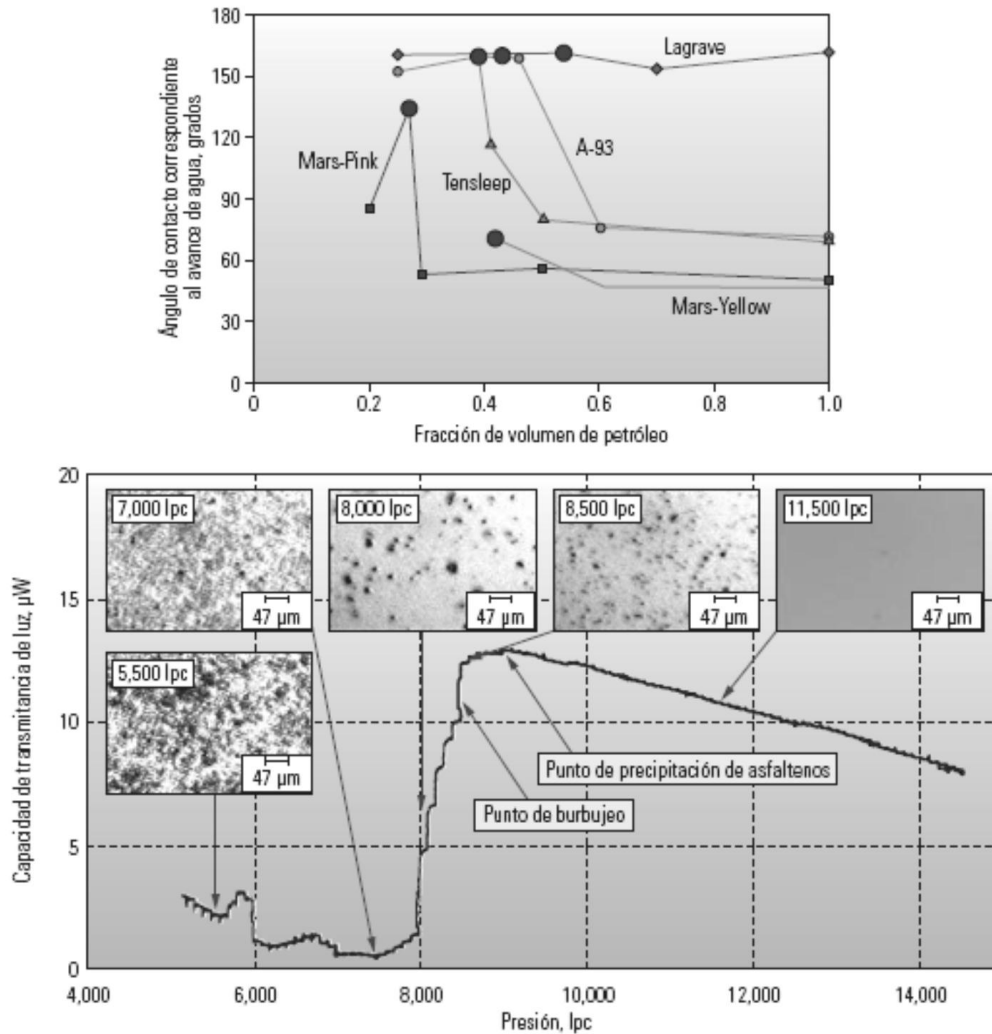 180
150
120
90
60
30
0
Ángulo de contacto correspondiente
al avance de agua, grados
Lagrave
Mars-Pink
A-93
Tensleep
Mars-Yellow
0
0.2
0.4
0.6
0.8
1.0
Fracción de volumen de petróleo
20
15
10
5
0
Capacidad de transmitancia de luz, μW
7,000 lpc
47 μm
8,000 lpc
47 μm
8,500 lpc
47 μm
11,500 lpc
47 μm
5,500 lpc
47 μm
Punto de precipitación de asfaltenos
Punto de burbujeo
4,000
6,000
8,000
10,000
12,000
14,000
Presión, lpc